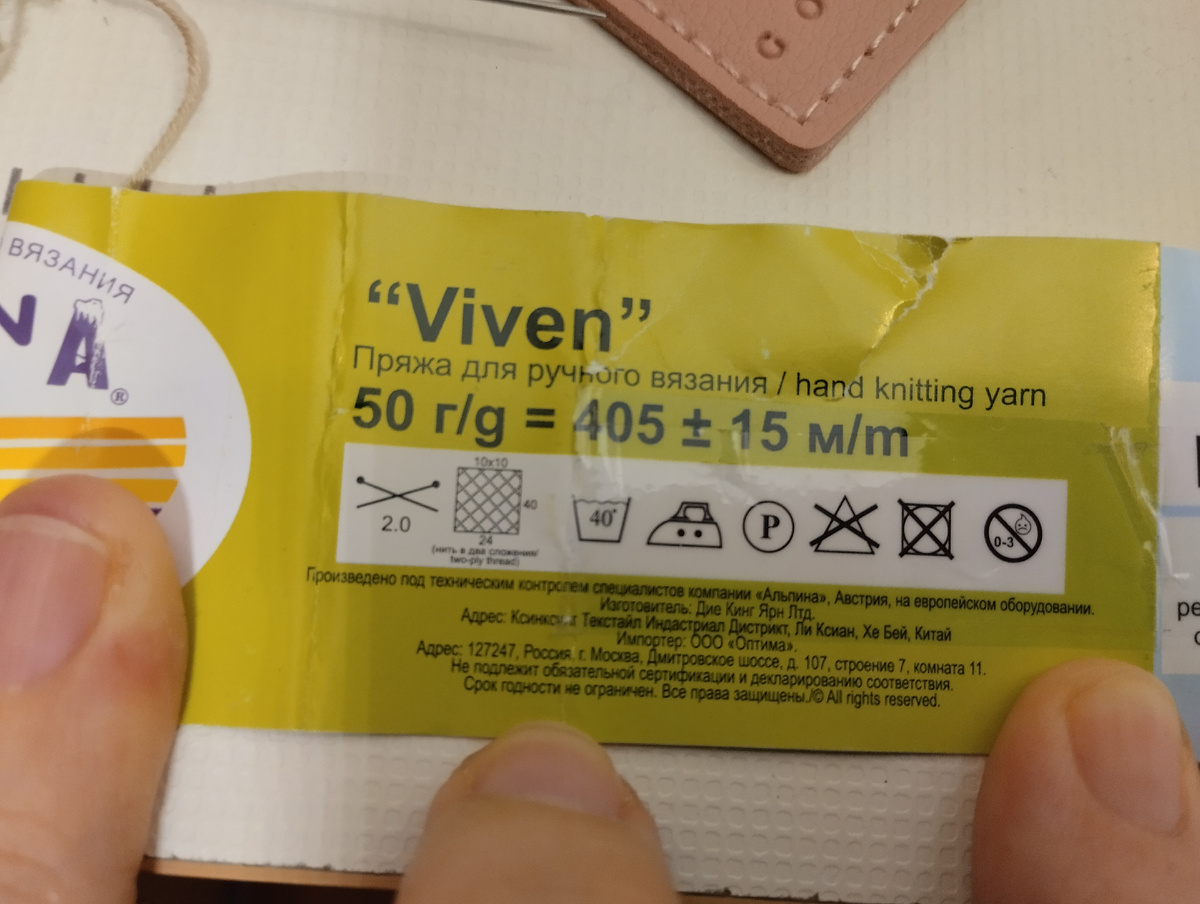 CO
ВЯЗАНИЯ
NA®
“Viven”
Пряжа для ручного вязания / hand knitting yarn
50 г/g = 405 ± 15 м/m
10x10
40
2.0
24
(нить в два сложения/
two-ply thread)
40°
P
0-3
Произведено под техническим контролем специалистов компании «Альпина», Австрия, на европейском оборудовании.
Изготовитель: Дие Кинг Ярн Лтд.
Адрес: Текстайл Индастриал Дистрикт, Ли Ксиан, Хе Бей, Китай
Импортер: ООО «Оптима».
Адрес: 127247, Россия. г. Москва, Дмитровское шоссе, д. 107, строение 7, комната 11.
Не подлежит обязательной сертификации и декларированию соответствия.
Срок годности не ограничен. Все права защищены./© All rights reserved.
ре